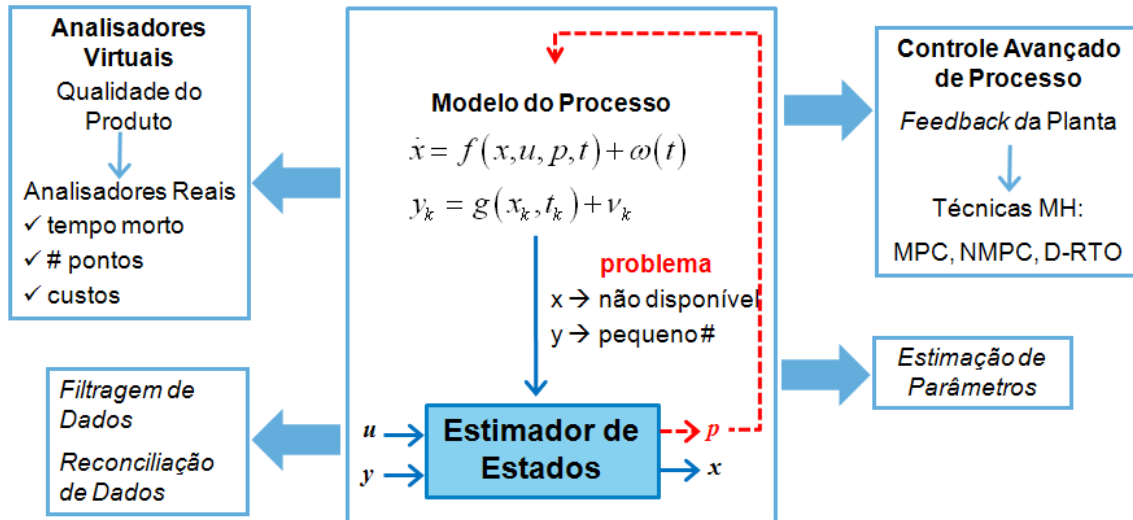 Analisadores
Virtuais
Qualidade do
Produto
Analisadores Reais
✓ tempo morto
✓ # pontos
✓ custos
Filtragem de
Dados
Reconciliação
de Dados
Modelo do Processo
ẋ = f(x,u,p,t)+ω(t)
y_k = g(x_k,t_k)+ν_k
problema
x → não disponível
y → pequeno #
u
y
Estimador de
Estados
p
x
Controle Avançado
de Processo
Feedback da Planta
Técnicas MH:
MPC, NMPC, D-RTO
Estimação de
Parâmetros